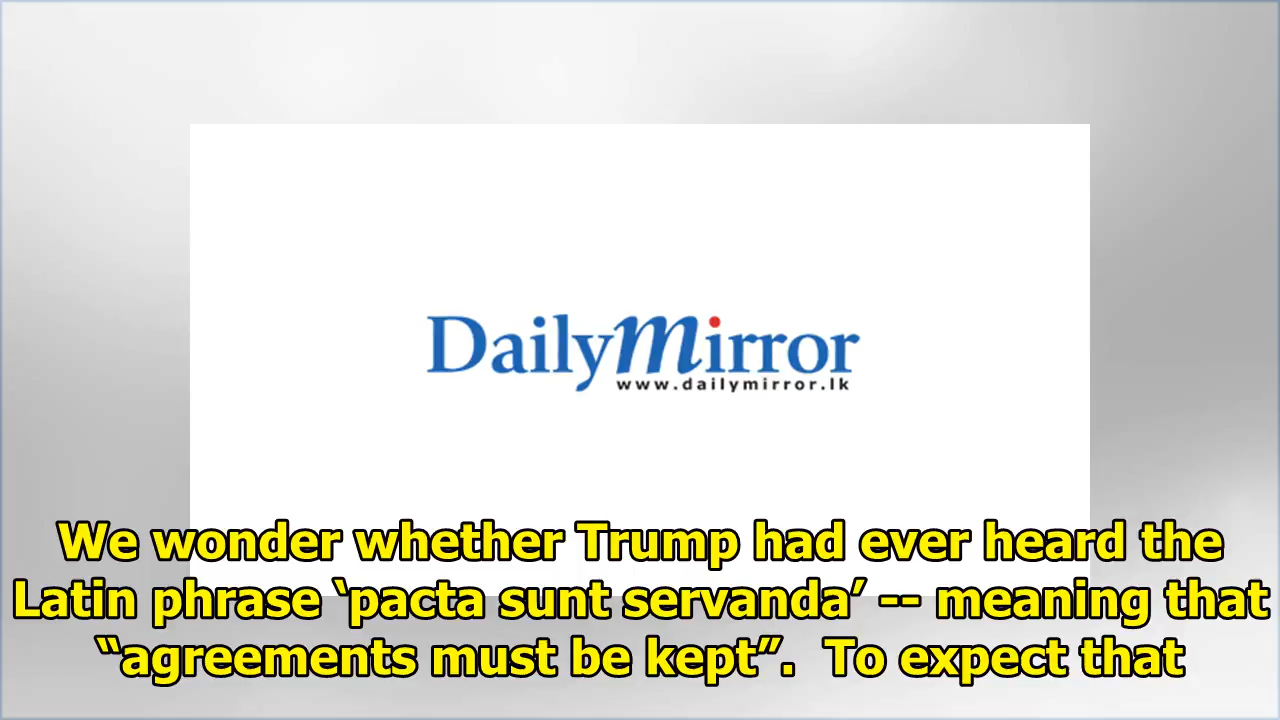 DailyMirror
www.dailymirror.lk
We wonder whether Trump had ever heard the
Latin phrase ‘pacta sunt servanda’ -- meaning that
“agreements must be kept”.  To expect that